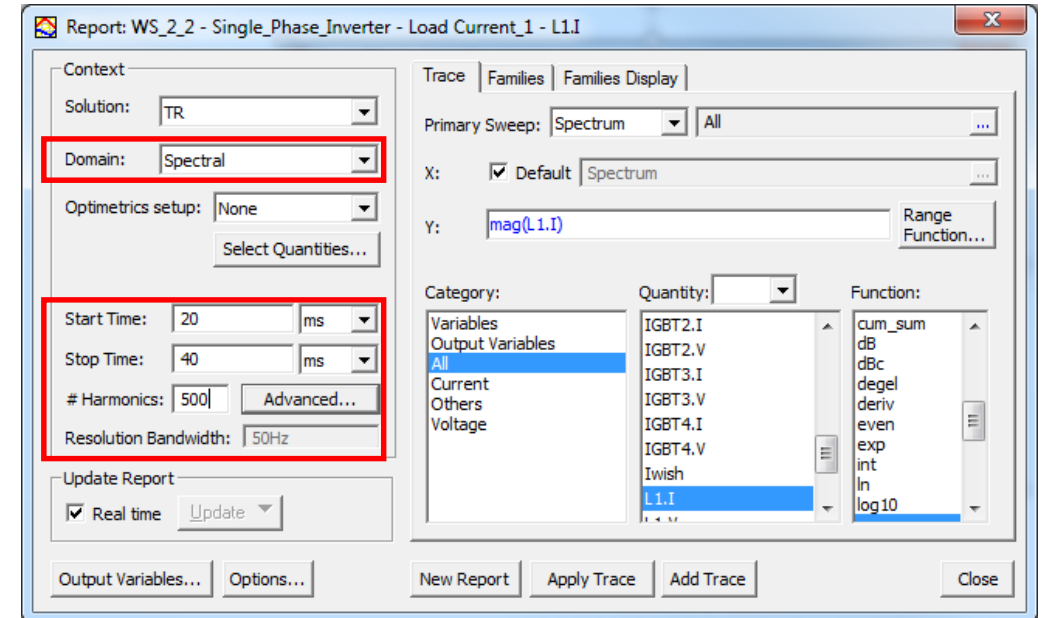 Report: WS_2_2 - Single_Phase_Inverter - Load Current_1 - L1.I
Context
Solution: TR
Domain: Spectral
Optimetrics setup: None
Select Quantities...
Start Time: 20 ms
Stop Time: 40 ms
# Harmonics: 500 Advanced...
Resolution Bandwidth: 50Hz
Update Report
Real time Update
Output Variables... Options...
Trace Families Families Display
Primary Sweep: Spectrum All ...
X: Default Spectrum ...
Y: mag(L1.I) Range Function...
Category:
Variables
Output Variables
All
Current
Others
Voltage
Quantity:
IGBT2.I
IGBT2.V
IGBT3.I
IGBT3.V
IGBT4.I
IGBT4.V
Iwish
L1.I
Function:
cum_sum
dB
dBc
degel
deriv
even
exp
int
ln
log10
New Report Apply Trace Add Trace Close